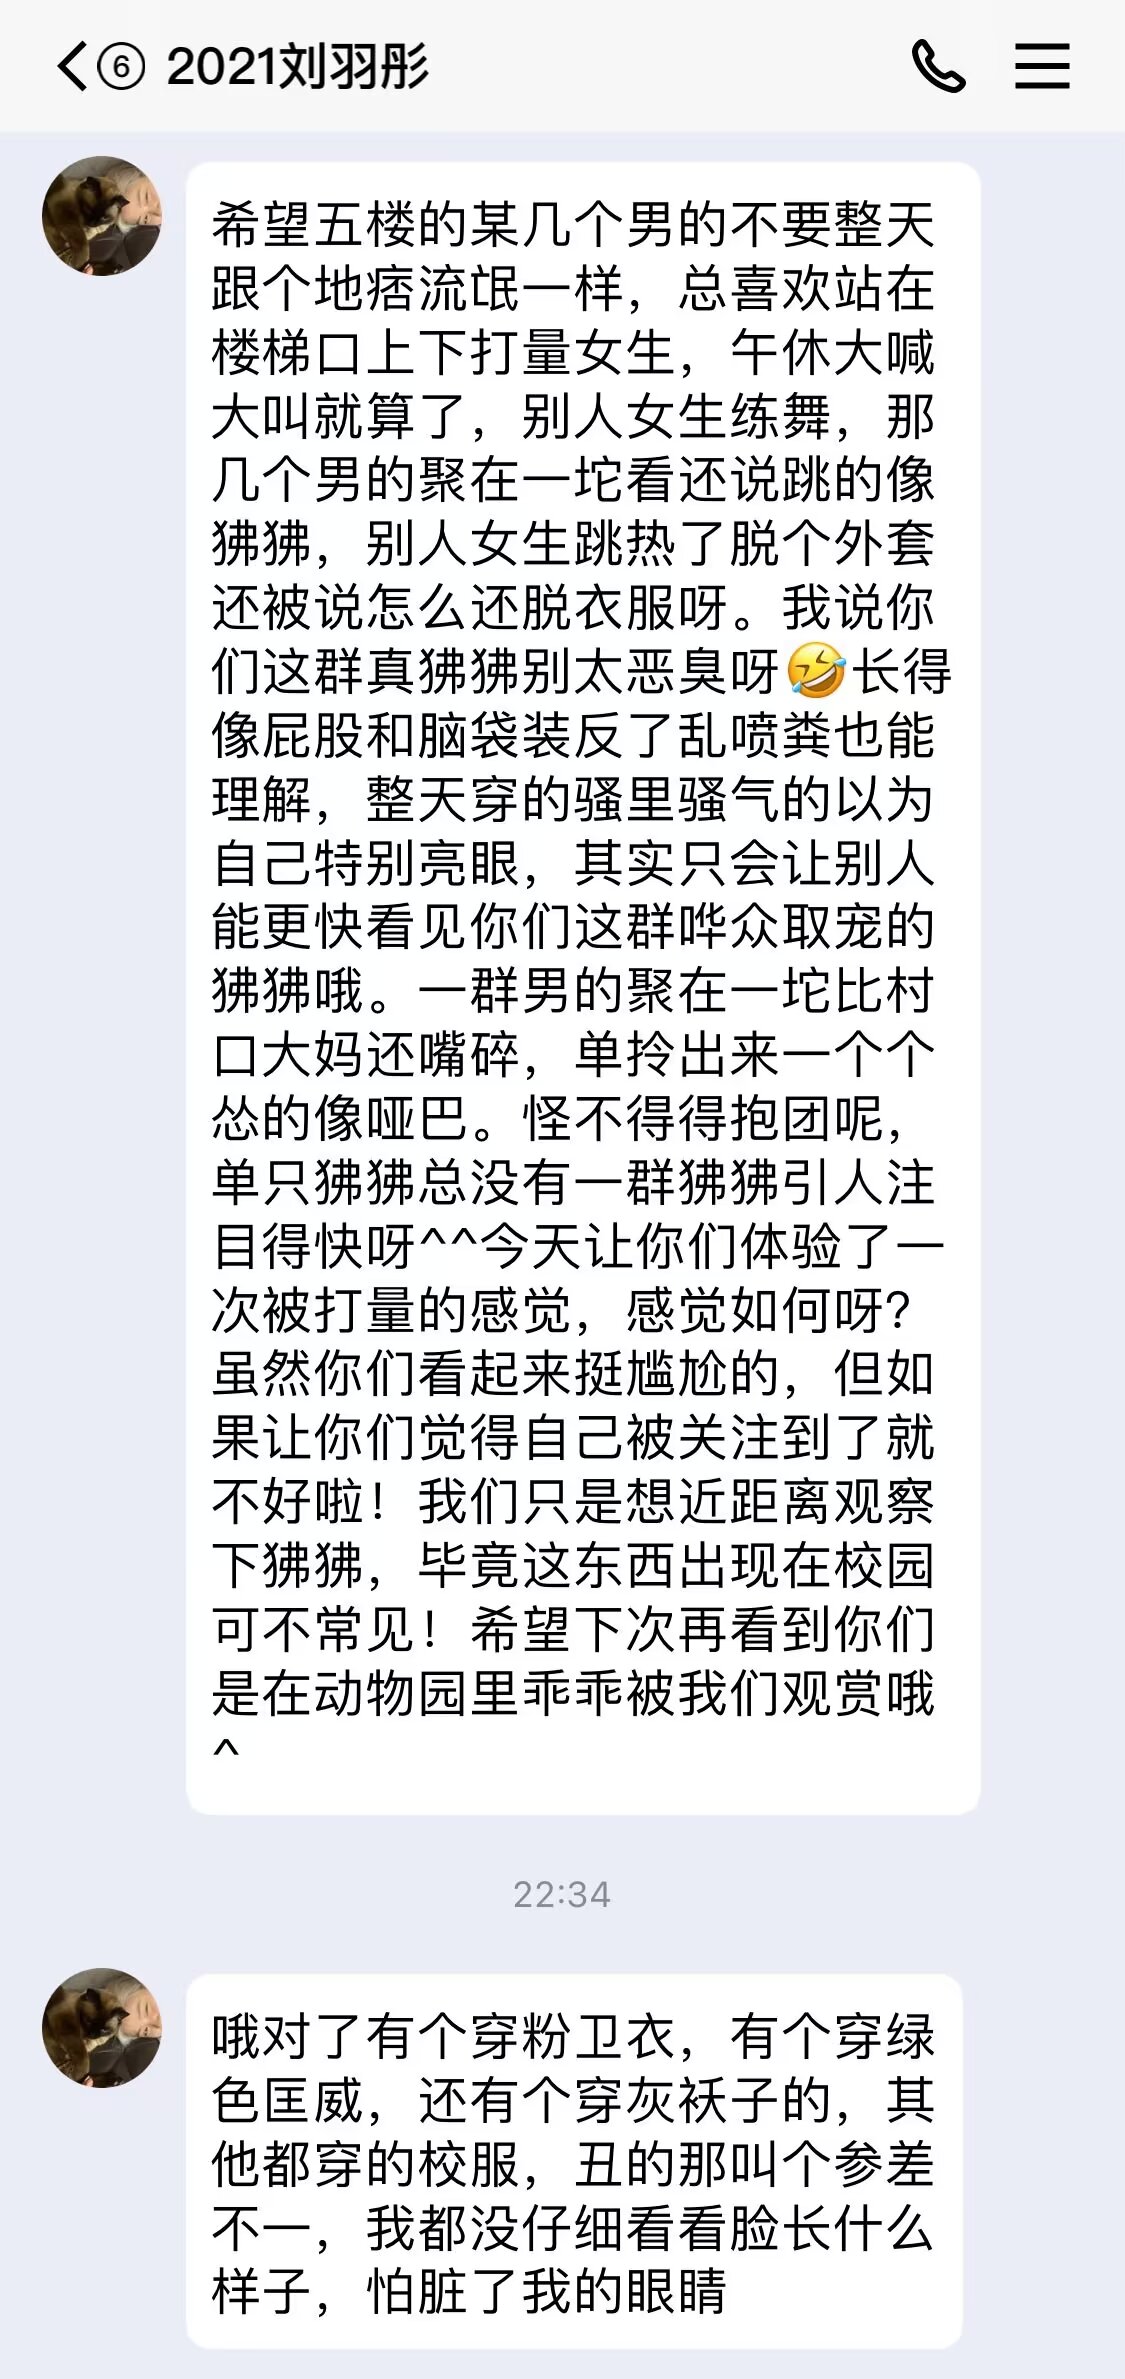 6 2021刘羽彤
希望五楼的某几个男的不要整天
跟个地痞流氓一样，总喜欢站在
楼梯口上下打量女生，午休大喊
大叫就算了，别人女生练舞，那
几个男的聚在一坨看还说跳的像
狒狒，别人女生跳热了脱个外套
还被说怎么还脱衣服呀。我说你
们这群真狒狒别太恶臭呀🤣长得
像屁股和脑袋装反了乱喷粪也能
理解，整天穿的骚里骚气的以为
自己特别亮眼，其实只会让别人
能更快看见你们这群哗众取宠的
狒狒哦。一群男的聚在一坨比村
口大妈还嘴碎，单拎出来一个个
怂的像哑巴。怪不得得抱团呢，
单只狒狒总没有一群狒狒引人注
目得快呀^^今天让你们体验了一
次被打量的感觉，感觉如何呀？
虽然你们看起来挺尴尬的，但如
果让你们觉得自己被关注到了就
不好啦！我们只是想近距离观察
下狒狒，毕竟这东西出现在校园
可不常见！希望下次再看到你们
是在动物园里乖乖被我们观赏哦
^
22:34
哦对了有个穿粉卫衣，有个穿绿
色匡威，还有个穿灰袄子的，其
他都穿的校服，丑的那叫个参差
不一，我都没仔细看看脸长什么
样子，怕脏了我的眼睛